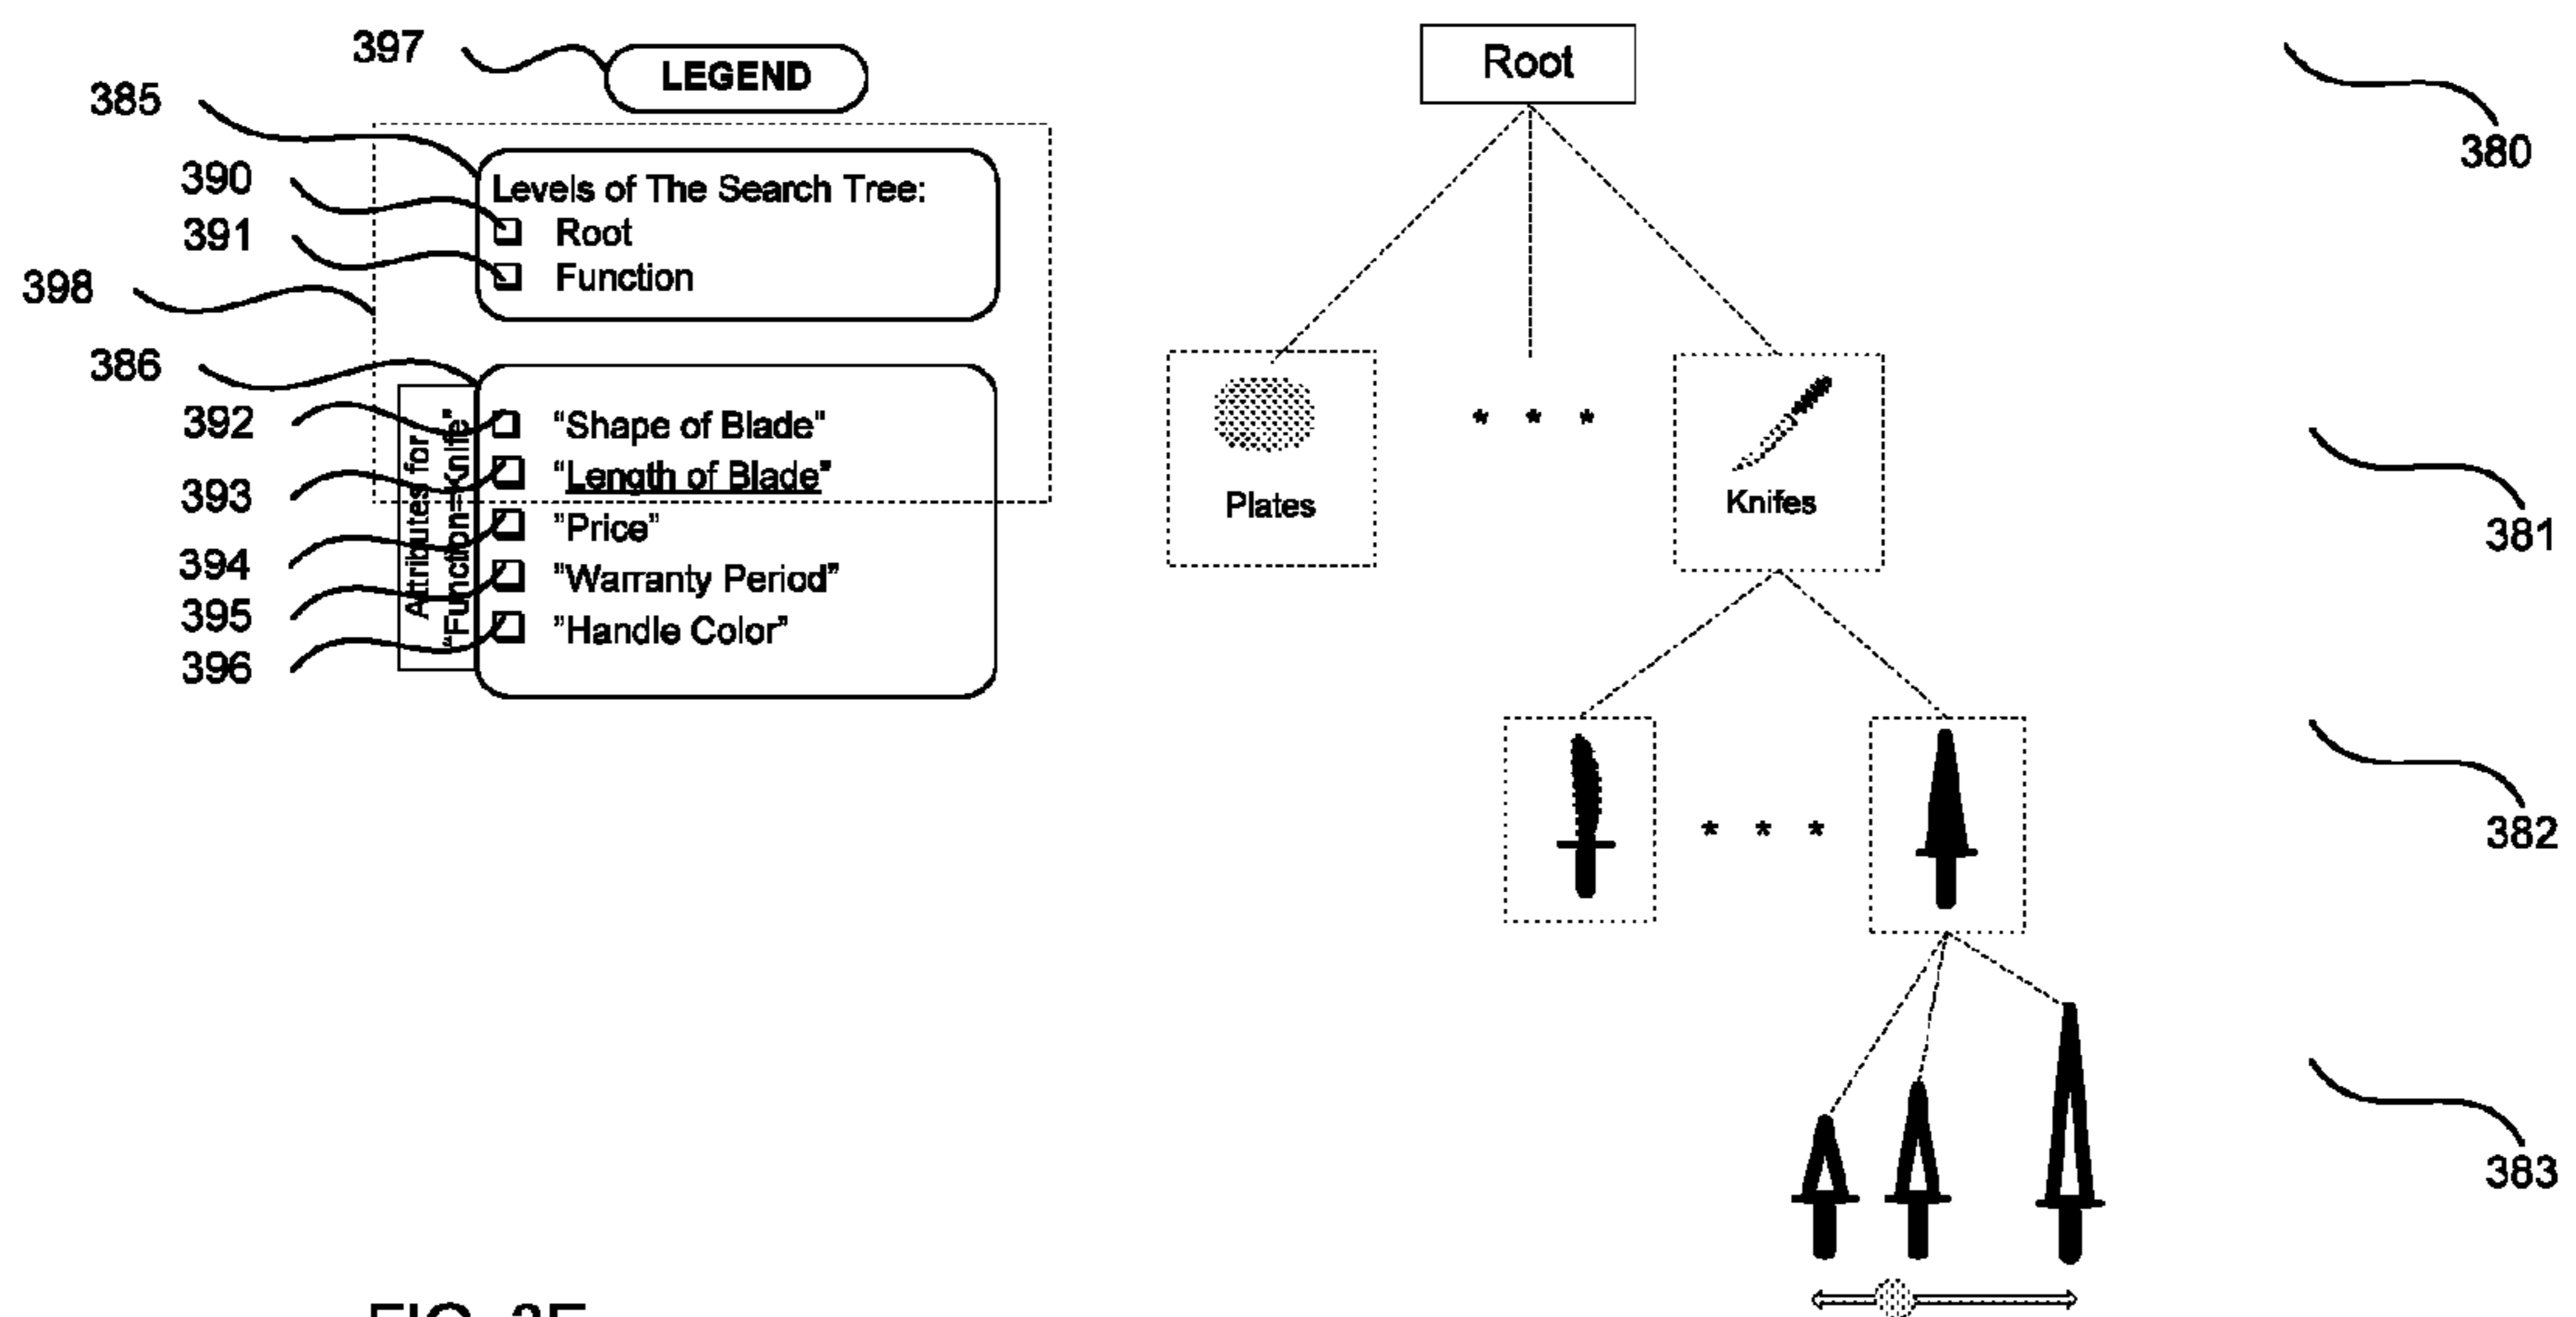 397
LEGEND
385
390
391
398
Levels of The Search Tree:
Root
Function
386
392
393
394
395
396
Attributes for
"Function=Knife"
"Shape of Blade"
"Length of Blade"
"Price"
"Warranty Period"
"Handle Color"
Root
380
Plates
* * *
Knifes
381
* * *
382
383
FIG.